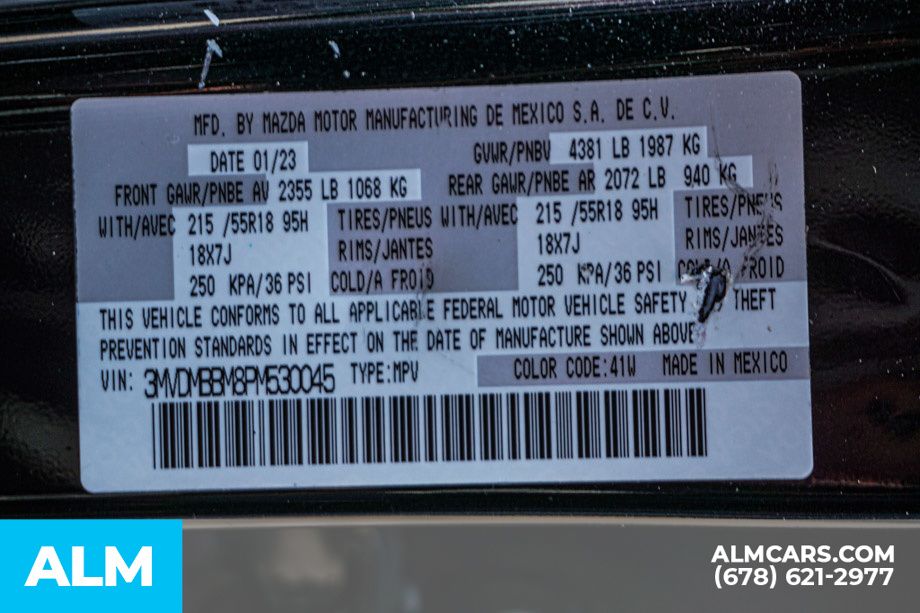 MFD. BY MAZDA MOTOR MANUFACTURING DE MEXICO S.A. DE C.V.
DATE 01/23 GVWR/PNBV 4381 LB 1987 KG
FRONT GAWR/PNBE AV 2355 LB 1068 KG REAR GAWR/PNBE AR 2072 LB 940 KG
WITH/AVEC 215 /55R18 95H TIRES/PNEUS WITH/AVEC 215 /55R18 95H TIRES/PNEUS
18X7J RIMS/JANTES 18X7J RIMS/JANTES
250 KPA/36 PSI COLD/A FROID 250 KPA/36 PSI COLD/A FROID
THIS VEHICLE CONFORMS TO ALL APPLICABLE FEDERAL MOTOR VEHICLE SAFETY THEFT
PREVENTION STANDARDS IN EFFECT ON THE DATE OF MANUFACTURE SHOWN ABOVE
VIN: 3MVDMBBM8PM530045 TYPE:MPV COLOR CODE:41W MADE IN MEXICO
ALM
ALMCARS.COM
(678) 621-2977